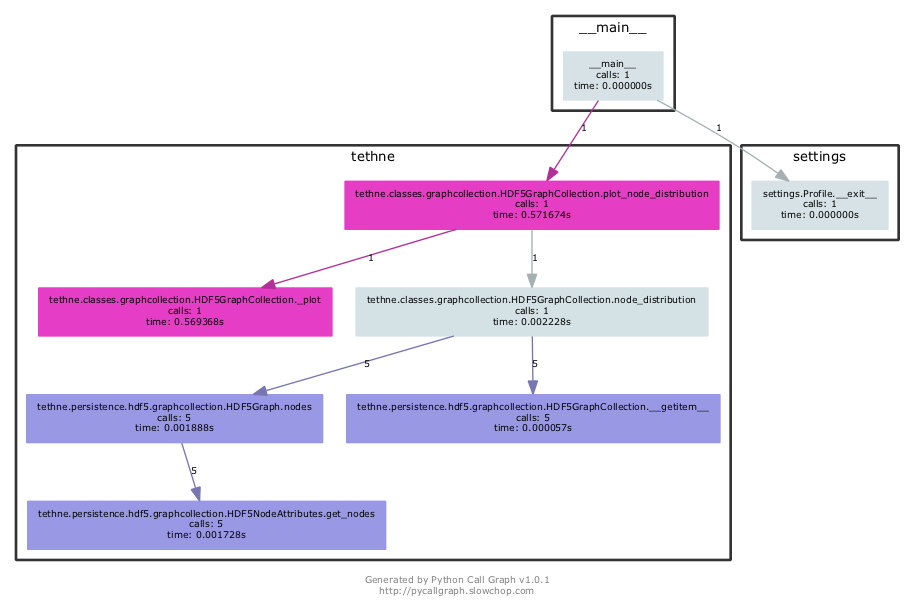 __main__
__main__
calls: 1
time: 0.000000s
1
1
tethne
settings
tethne.classes.graphcollection.HDF5GraphCollection.plot_node_distribution
calls: 1
time: 0.571674s
settings.Profile.__exit__
calls: 1
time: 0.000000s
1
1
tethne.classes.graphcollection.HDF5GraphCollection._plot
calls: 1
time: 0.569368s
tethne.classes.graphcollection.HDF5GraphCollection.node_distribution
calls: 1
time: 0.002228s
5
5
tethne.persistence.hdf5.graphcollection.HDF5Graph.nodes
calls: 5
time: 0.001888s
tethne.persistence.hdf5.graphcollection.HDF5GraphCollection.__getitem__
calls: 5
time: 0.000057s
5
tethne.persistence.hdf5.graphcollection.HDF5NodeAttributes.get_nodes
calls: 5
time: 0.001728s
Generated by Python Call Graph v1.0.1
http://pycallgraph.slowchop.com